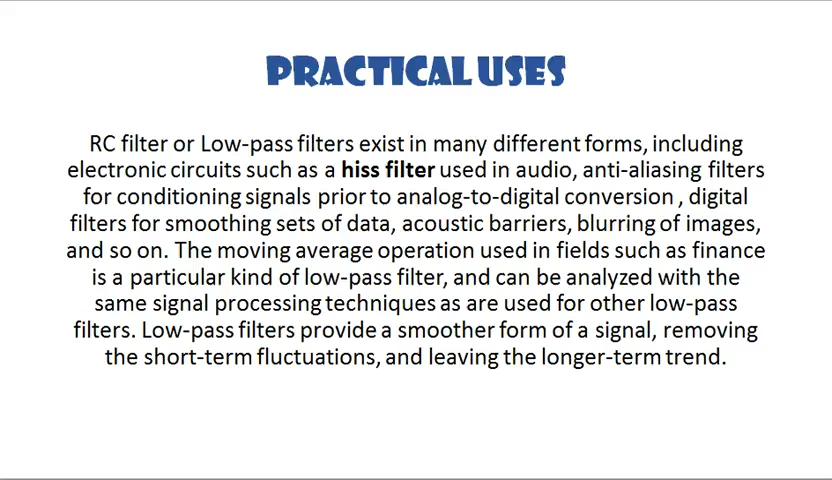 PRACTICAL USES
RC filter or Low-pass filters exist in many different forms, including
electronic circuits such as a hiss filter used in audio, anti-aliasing filters
for conditioning signals prior to analog-to-digital conversion , digital
filters for smoothing sets of data, acoustic barriers, blurring of images,
and so on. The moving average operation used in fields such as finance
is a particular kind of low-pass filter, and can be analyzed with the
same signal processing techniques as are used for other low-pass
filters. Low-pass filters provide a smoother form of a signal, removing
the short-term fluctuations, and leaving the longer-term trend.